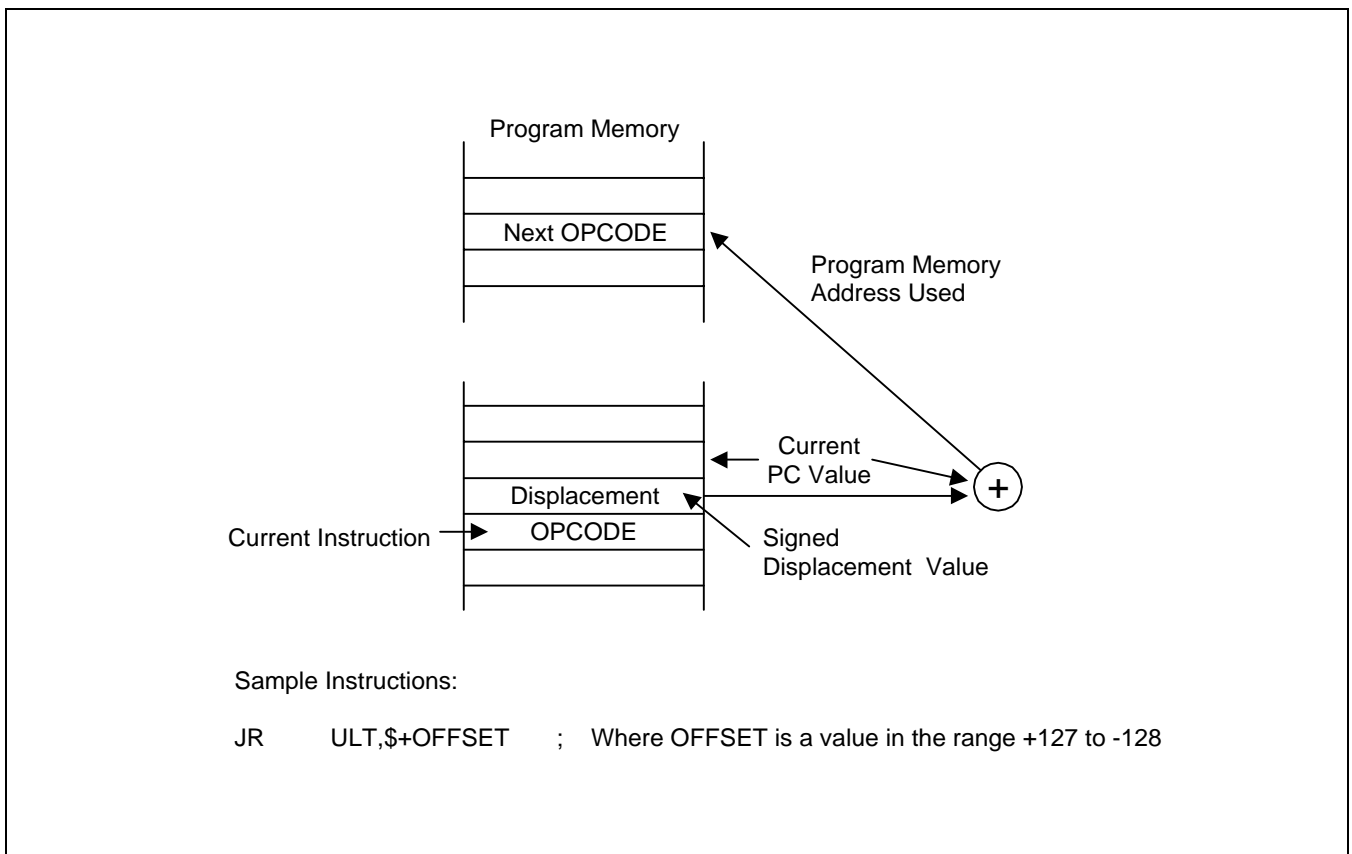 Program Memory
Next OPCODE
Program Memory
Address Used
Current
PC Value
Displacement
+
Current Instruction
OPCODE
Signed
Displacement Value
Sample Instructions:
JR ULT,$+OFFSET ; Where OFFSET is a value in the range +127 to -128